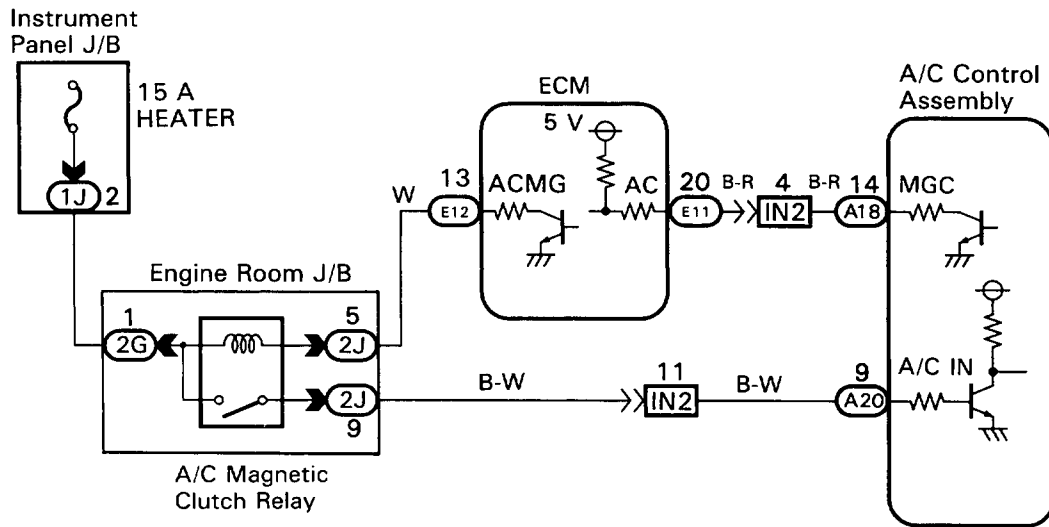 Instrument
Panel J/B
15 A
HEATER
1J 2
ECM
5 V
A/C Control
Assembly
W
13
E12
ACMG
AC
20
E11
B-R
4
IN2
B-R
14
A18
MGC
Engine Room J/B
1
2G
5
2J
2J
9
B-W
11
IN2
B-W
9
A20
A/C IN
A/C Magnetic
Clutch Relay